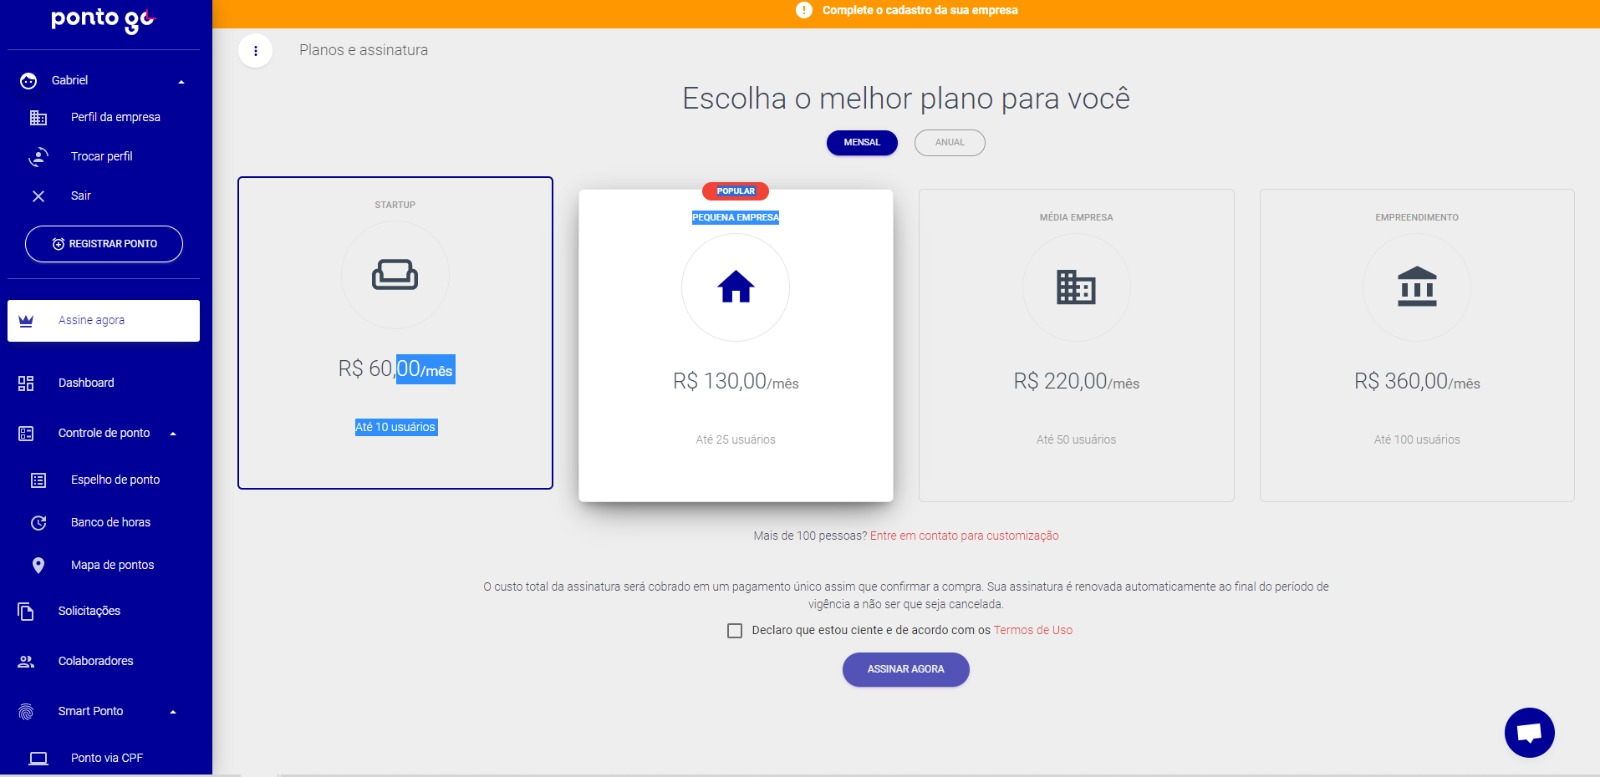 ponto go
Gabriel
Perfil da empresa
Trocar perfil
Sair
REGISTRAR PONTO
Assine agora
Dashboard
Controle de ponto
Espelho de ponto
Banco de horas
Mapa de pontos
Solicitações
Colaboradores
Smart Ponto
Ponto via CPF
Complete o cadastro da sua empresa
Planos e assinatura
Escolha o melhor plano para você
MENSAL
ANUAL
STARTUP
R$ 60,00/mês
Até 10 usuários
POPULAR
PEQUENA EMPRESA
R$ 130,00/mês
Até 25 usuários
MÉDIA EMPRESA
R$ 220,00/mês
Até 50 usuários
EMPREENDIMENTO
R$ 360,00/mês
Até 100 usuários
Mais de 100 pessoas? Entre em contato para customização
O custo total da assinatura será cobrado em um pagamento único assim que confirmar a compra. Sua assinatura é renovada automaticamente ao final do período de
vigência a não ser que seja cancelada.
Declaro que estou ciente e de acordo com os Termos de Uso
ASSINAR AGORA